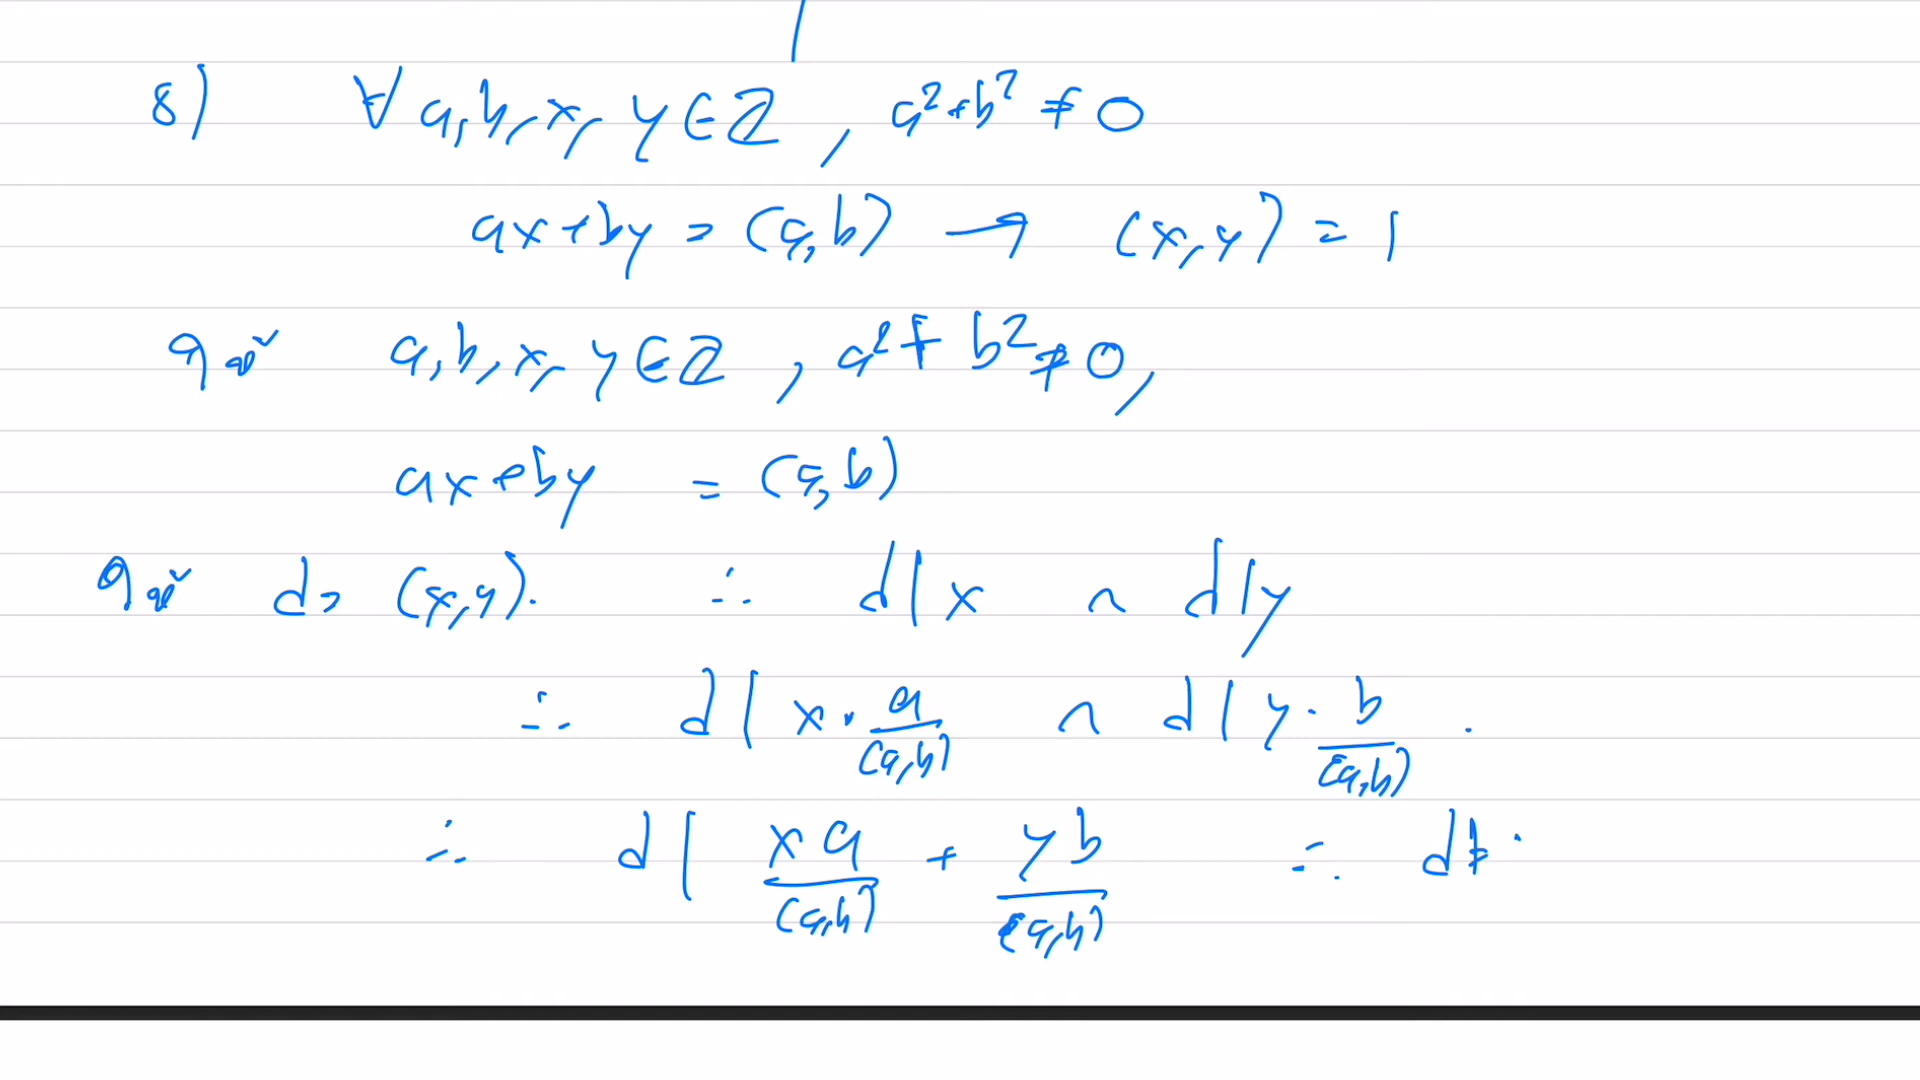 8) ∀ a,b,x,y ∈ ℤ, a²+b² ≠ 0
ax+by = (a,b) → (x,y) = 1
a,b,x,y ∈ ℤ, a²+b² ≠ 0,
ax+by = (a,b)
d = (x,y). ∴ d|x ∧ d|y
∴ d | x · a/(a,b) ∧ d | y · b/(a,b) .
∴ d | xa/(a,b) + yb/(a,b) ∴